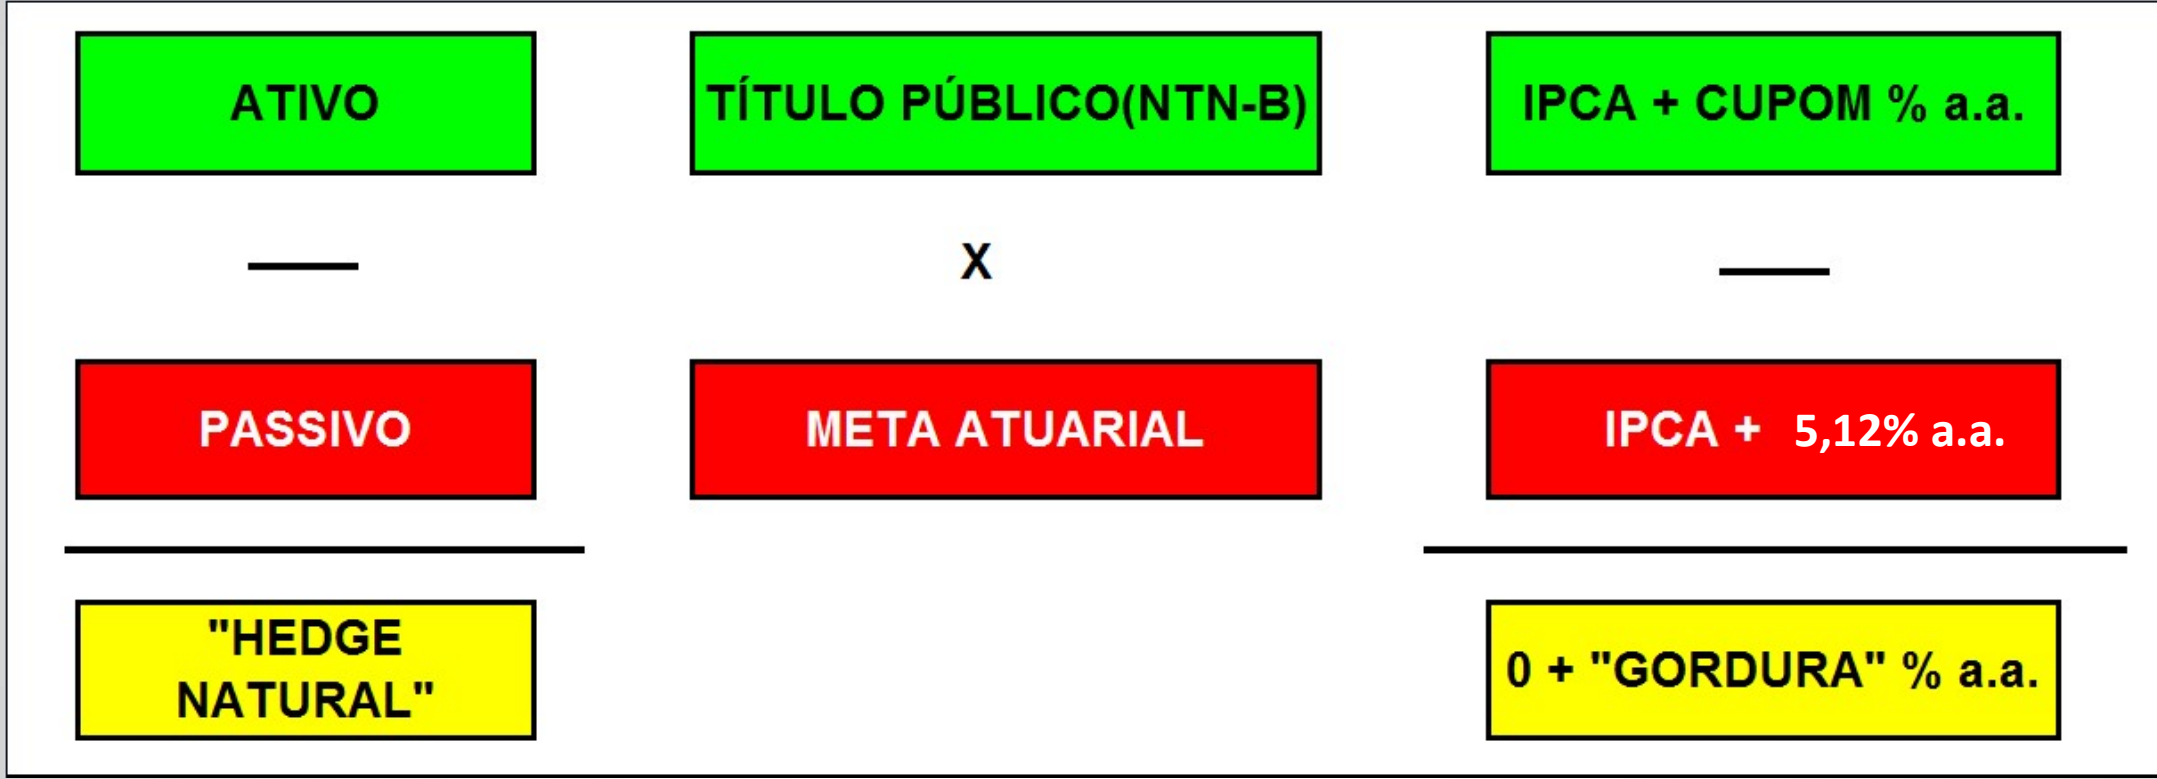 ATIVO
TÍTULO PÚBLICO(NTN-B)
IPCA + CUPOM % a.a.
X
PASSIVO
META ATUARIAL
IPCA + 5,12% a.a.
"HEDGE
NATURAL"
0 + "GORDURA" % a.a.